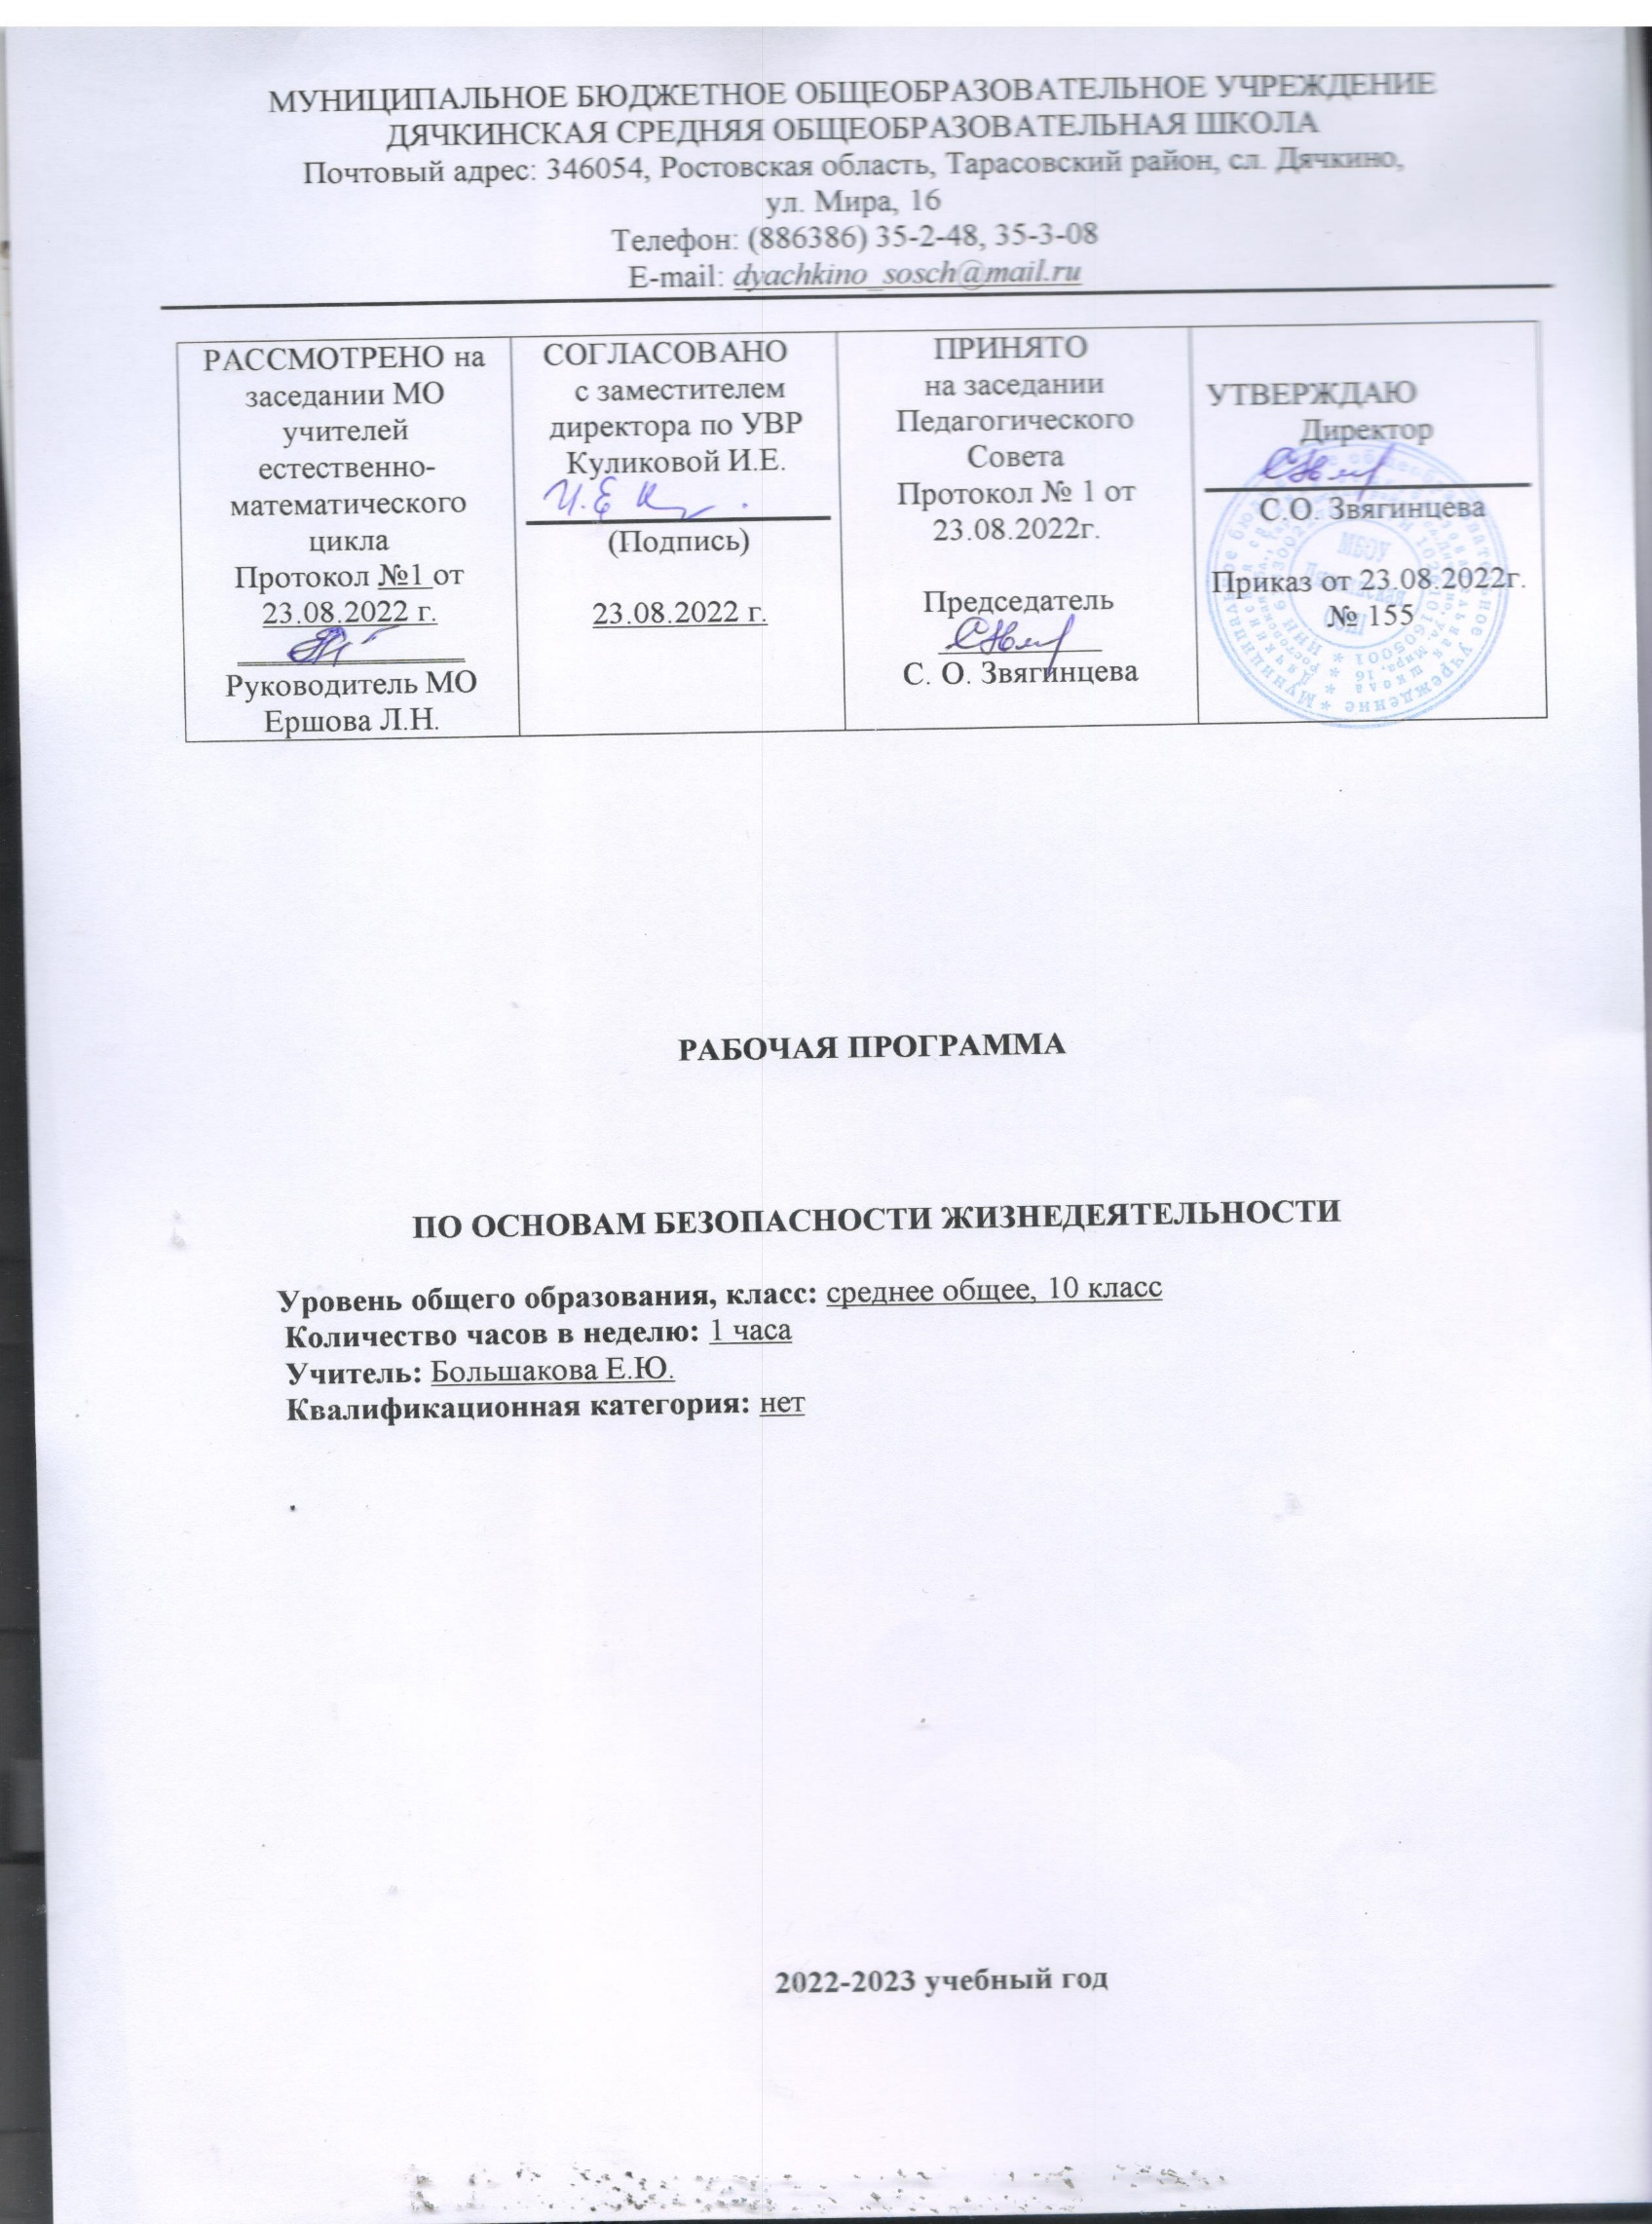 МУНИЦИПАЛЬНОЕ БЮДЖЕТНОЕ ОБЩЕОБРАЗОВАТЕЛЬНОЕ УЧРЕЖДЕНИЕ
ДЯЧКИНСКАЯ СРЕДНЯЯ ОБЩЕОБРАЗОВАТЕЛЬНАЯ ШКОЛА
Почтовый адрес: 346054, Ростовская область, Тарасовский район, сл. Дячкино,
ул. Мира, 16
Телефон: (886386) 35-2-48, 35-3-08
E-mail: dyachkino_sosch@mail.ru
РАССМОТРЕНО на
заседании МО
учителей
естественно-
математического
цикла
Протокол №1 от
23.08.2022 г.
Руководитель МО
Ершова Л.Н.
СОГЛАСОВАНО
с заместителем
директора по УВР
Куликовой И.Е.
(Подпись)
23.08.2022 г.
ПРИНЯТО
на заседании
Педагогического
Совета
Протокол № 1 от
23.08.2022г.
Председатель
С. О. Звягинцева
УТВЕРЖДАЮ
Директор
С.О. Звягинцева
Приказ от 23.08.2022г.
№ 155
РАБОЧАЯ ПРОГРАММА
ПО ОСНОВАМ БЕЗОПАСНОСТИ ЖИЗНЕДЕЯТЕЛЬНОСТИ
Уровень общего образования, класс: среднее общее, 10 класс
Количество часов в неделю: 1 часа
Учитель: Большакова Е.Ю.
Квалификационная категория: нет
2022-2023 учебный год